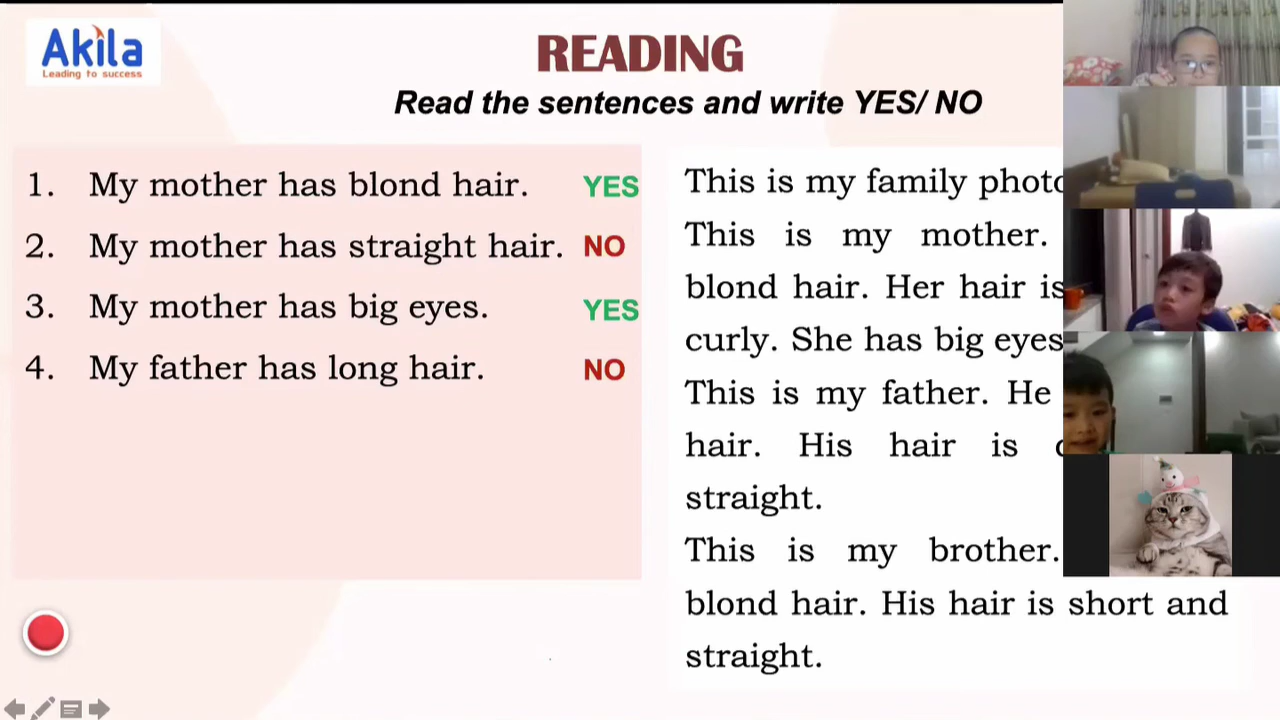 Akila
Leading to success
READING
Read the sentences and write YES/ NO
1. My mother has blond hair. YES
2. My mother has straight hair. NO
3. My mother has big eyes. YES
4. My father has long hair. NO
This is my family
This is my mother.
blond hair. Her hair is
curly. She has big eyes
This is my father. He
hair. His hair is
straight.
This is my brother.
blond hair. His hair is short and
straight.